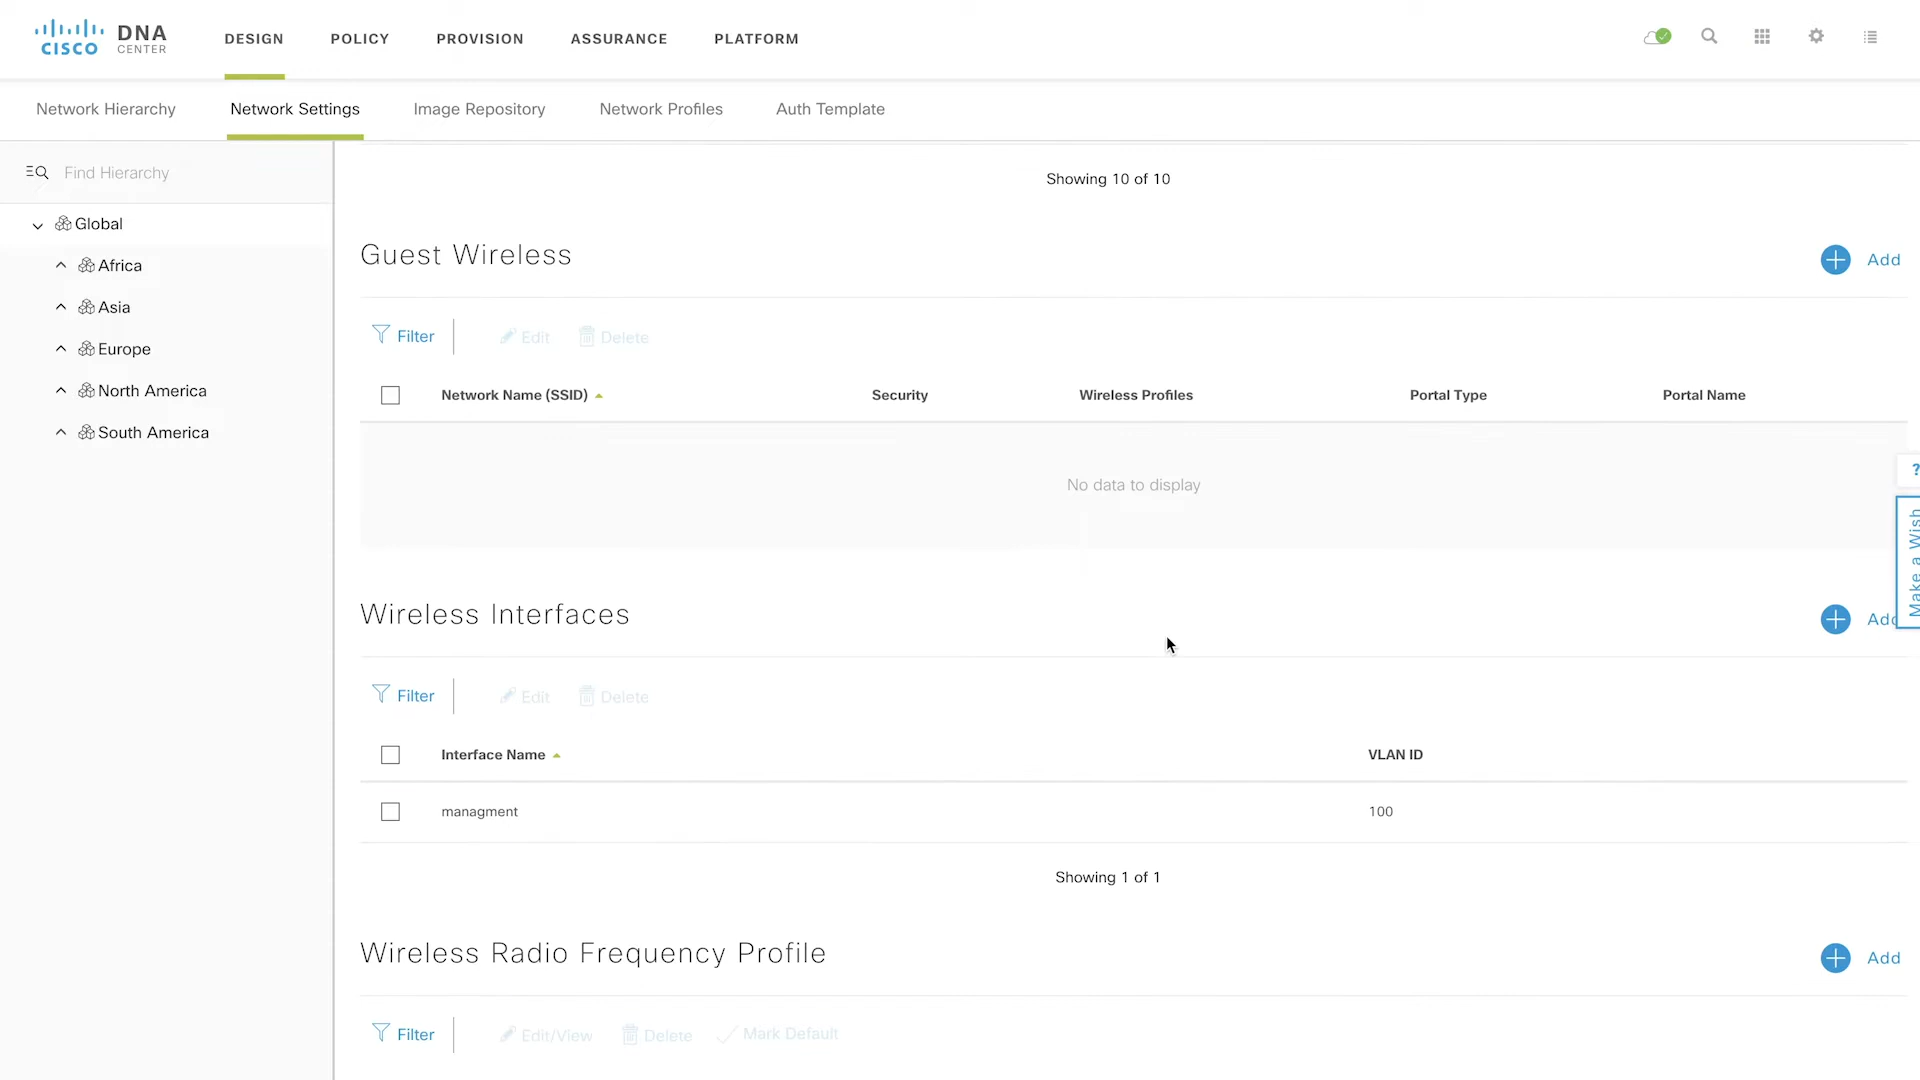 CISCO DNA CENTER
DESIGN POLICY PROVISION ASSURANCE PLATFORM
Network Hierarchy Network Settings Image Repository Network Profiles Auth Template
Find Hierarchy
Global
Africa
Asia
Europe
North America
South America
Showing 10 of 10
Guest Wireless
Add
Filter Edit Delete
Network Name (SSID) Security Wireless Profiles Portal Type Portal Name
No data to display
?
Make a Wish
Wireless Interfaces
Add
Filter Edit Delete
Interface Name VLAN ID
managment 100
Showing 1 of 1
Wireless Radio Frequency Profile
Add
Filter Edit/View Delete Mark Default